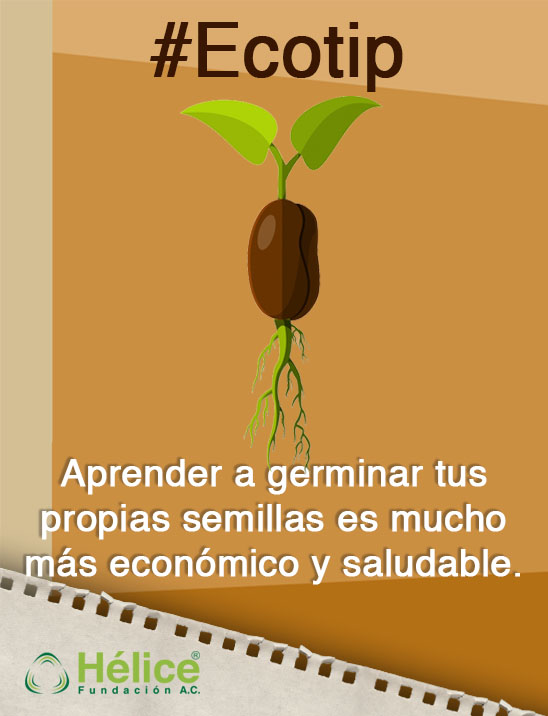 #Ecotip
Aprender a germinar tus
propias semillas es mucho
más económico y saludable.
Hélice®
Fundación A.C.